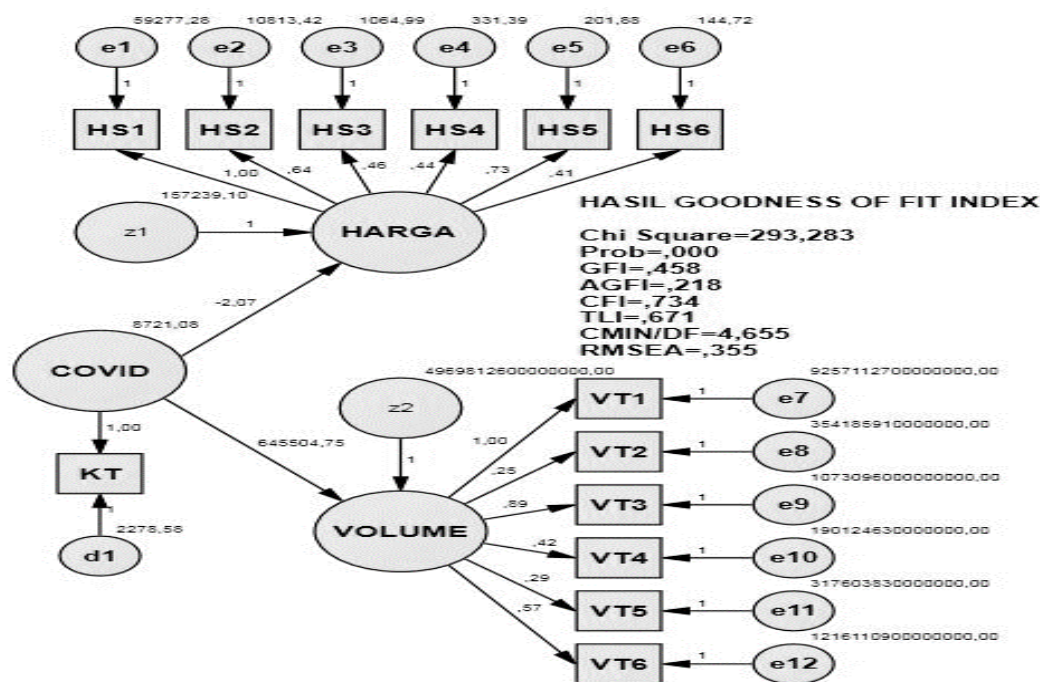 59277,28 10813,42 1064,99 331,39 201,88 144,72
e1 e2 e3 e4 e5 e6
1 1 1 1 1 1
HS1 HS2 HS3 HS4 HS5 HS6
1,00 ,64 ,46 ,44 ,73 ,41
157239,10
z1 1 HARGA
HASIL GOODNESS OF FIT INDEX
Chi Square=293,283
Prob=,000
GFI=,458
AGFI=,218
CFI=,734
TLI=,671
CMIN/DF=4,655
RMSEA=,355
-2,07
8721,08
COVID
1,00
KT
1
2278,58
d1
645504,75
4969812600000000,00
z2
1
VOLUME
1,00 VT1 1 e7 9257112700000000,00
,25 VT2 1 e8 354185910000000,00
,89 VT3 1 e9 1073096000000000,00
,42 VT4 1 e10 190124630000000,00
,29 VT5 1 e11 317603830000000,00
,57 VT6 1 e12 1216110900000000,00